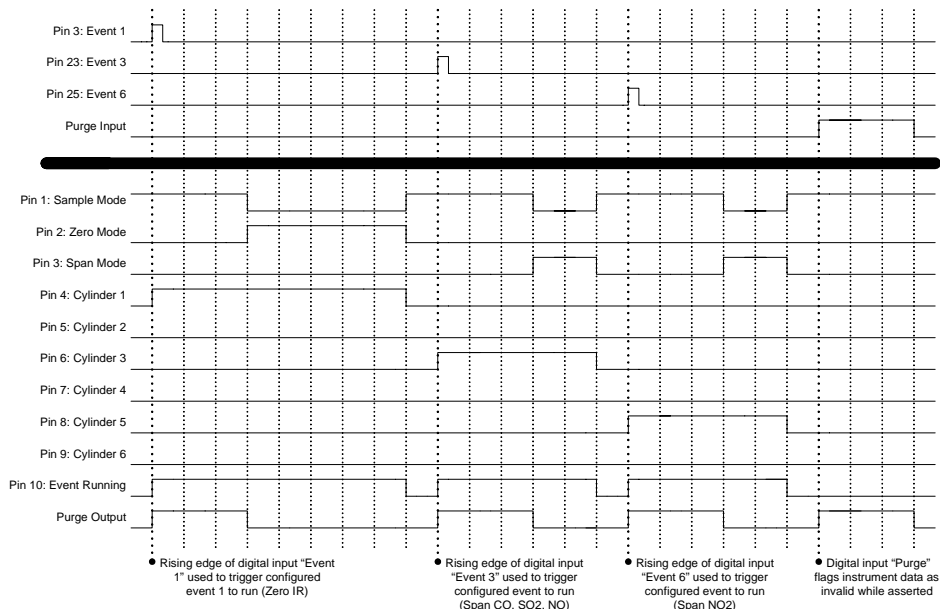 Pin 3: Event 1
Pin 23: Event 3
Pin 25: Event 6
Purge Input
Pin 1: Sample Mode
Pin 2: Zero Mode
Pin 3: Span Mode
Pin 4: Cylinder 1
Pin 5: Cylinder 2
Pin 6: Cylinder 3
Pin 7: Cylinder 4
Pin 8: Cylinder 5
Pin 9: Cylinder 6
Pin 10: Event Running
Purge Output
Rising edge of digital input “Event
1” used to trigger configured
event 1 to run (Zero IR)
Rising edge of digital input
“Event 3” used to trigger
configured event to run
(Span CO, SO2, NO)
Rising edge of digital input
“Event 6” used to trigger
configured event to run
(Span NO2)
Digital input “Purge”
flags instrument data as
invalid while asserted